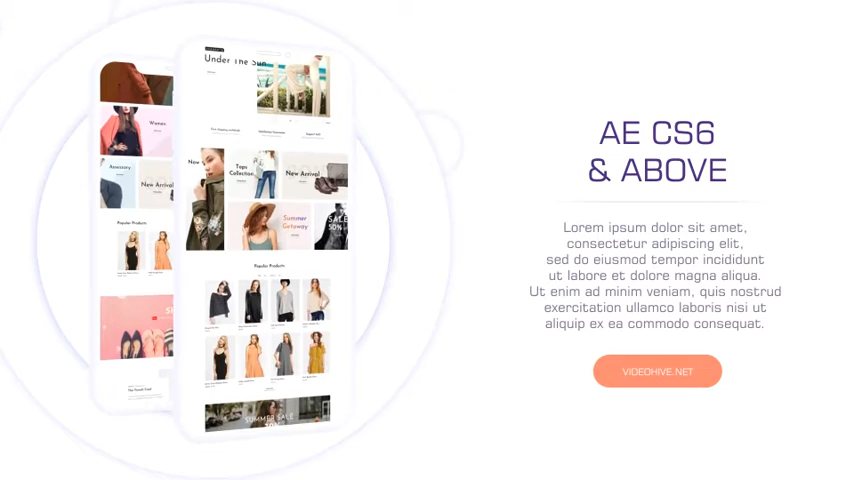 Under The Sun
Women
Accessory
New Arrival
Popular Products
Now
Tops
Collection
New Arrival
Summer
Getaway
SALE
50%
Popular Products
SUMMER SALE
AE CS6
& ABOVE
Lorem ipsum dolor sit amet,
consectetur adipiscing elit,
sed do eiusmod tempor incididunt
ut labore et dolore magna aliqua.
Ut enim ad minim veniam, quis nostrud
exercitation ullamco laboris nisi ut
aliquip ex ea commodo consequat.
VIDEOHIVE.NET